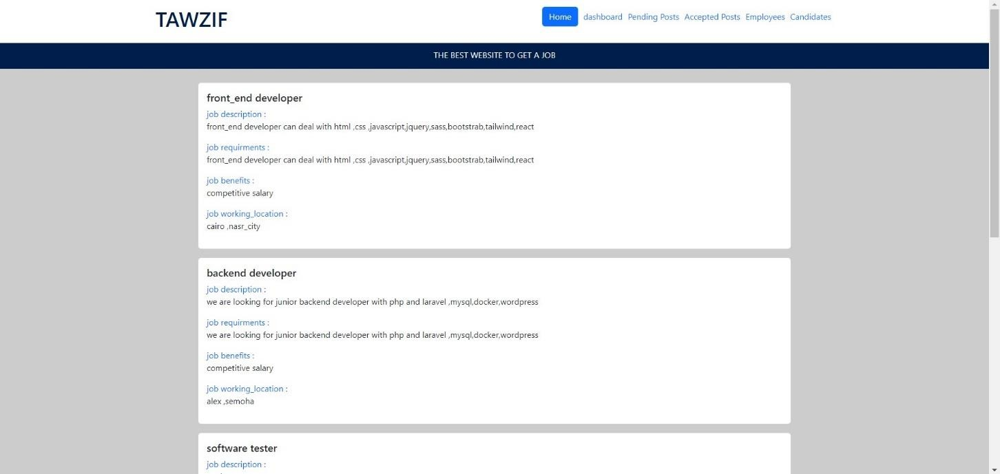 TAWZIF
Home dashboard Pending Posts Accepted Posts Employees Candidates
THE BEST WEBSITE TO GET A JOB
front_end developer
job description :
front_end developer can deal with html ,css ,javascript,jquery,sass,bootstrab,tailwind,react
job requirments :
front_end developer can deal with html ,css ,javascript,jquery,sass,bootstrab,tailwind,react
job benefits :
competitive salary
job working_location :
cairo ,nasr_city
backend developer
job description :
we are looking for junior backend developer with php and laravel ,mysql,docker,wordpress
job requirments :
we are looking for junior backend developer with php and laravel ,mysql,docker,wordpress
job benefits :
competitive salary
job working_location :
alex ,semoha
software tester
job description :